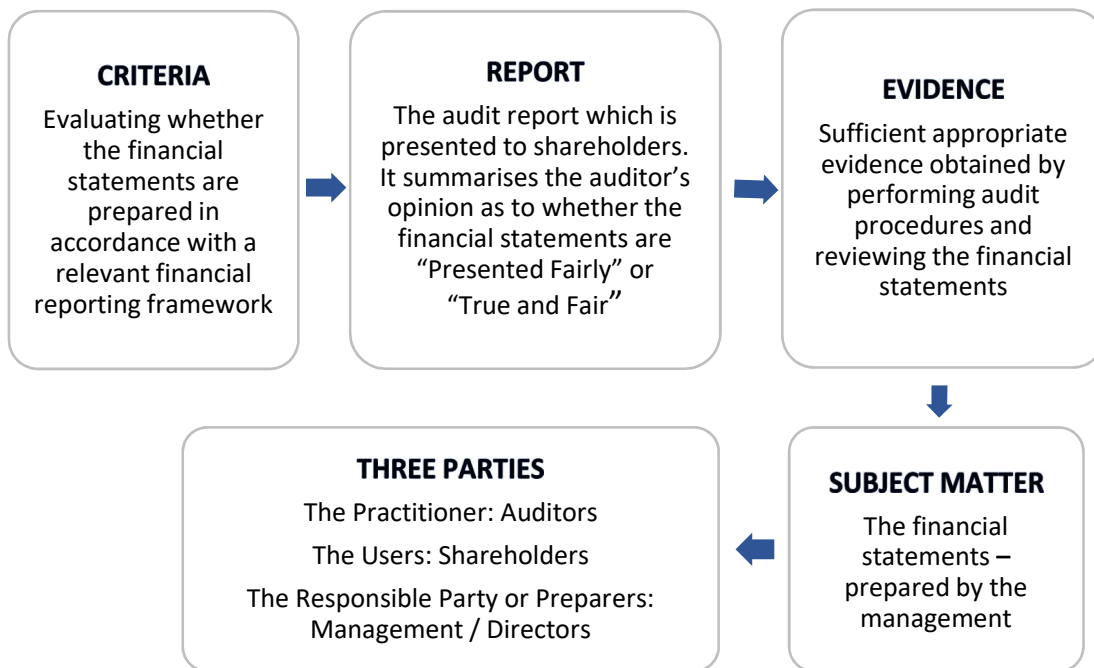 CRITERIA
Evaluating whether
the financial
statements are
prepared in
accordance with a
relevant financial
reporting framework
REPORT
The audit report which is
presented to shareholders.
It summarises the auditor’s
opinion as to whether the
financial statements are
“Presented Fairly” or
“True and Fair”
EVIDENCE
Sufficient appropriate
evidence obtained by
performing audit
procedures and
reviewing the financial
statements
SUBJECT MATTER
The financial
statements –
prepared by the
management
THREE PARTIES
The Practitioner: Auditors
The Users: Shareholders
The Responsible Party or Preparers:
Management / Directors